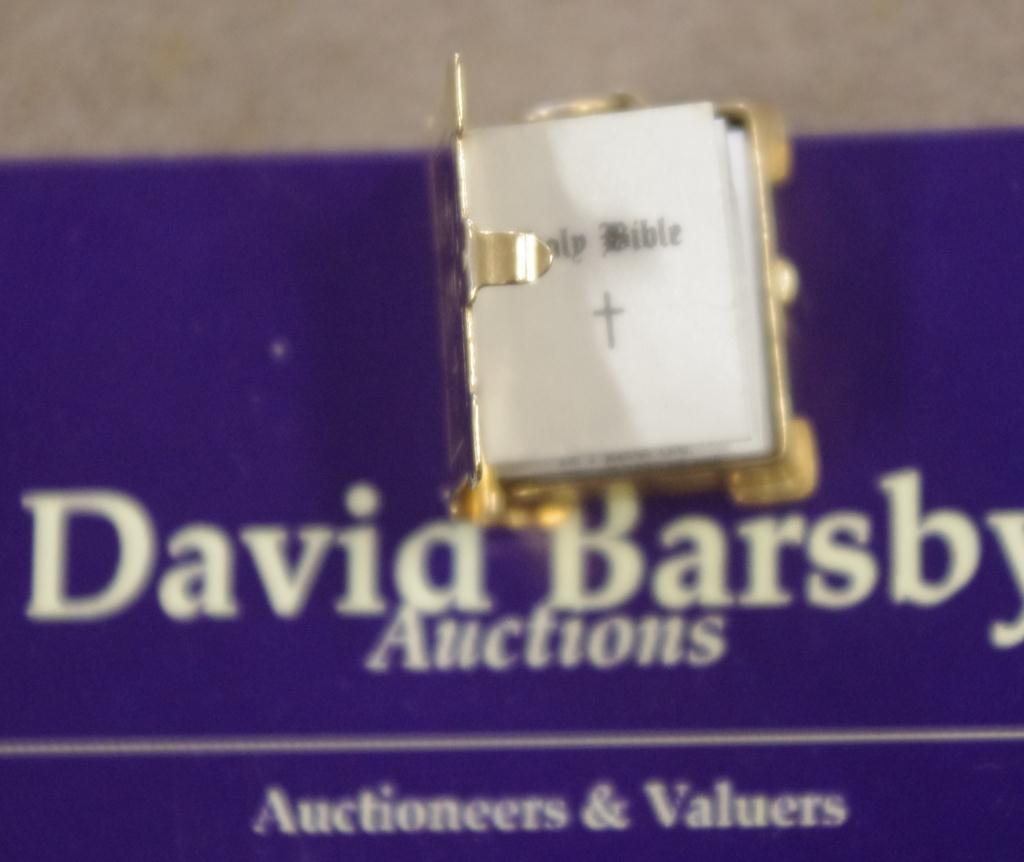 oly Bible
David Barsby
Auctions
Auctioneers & Valuers